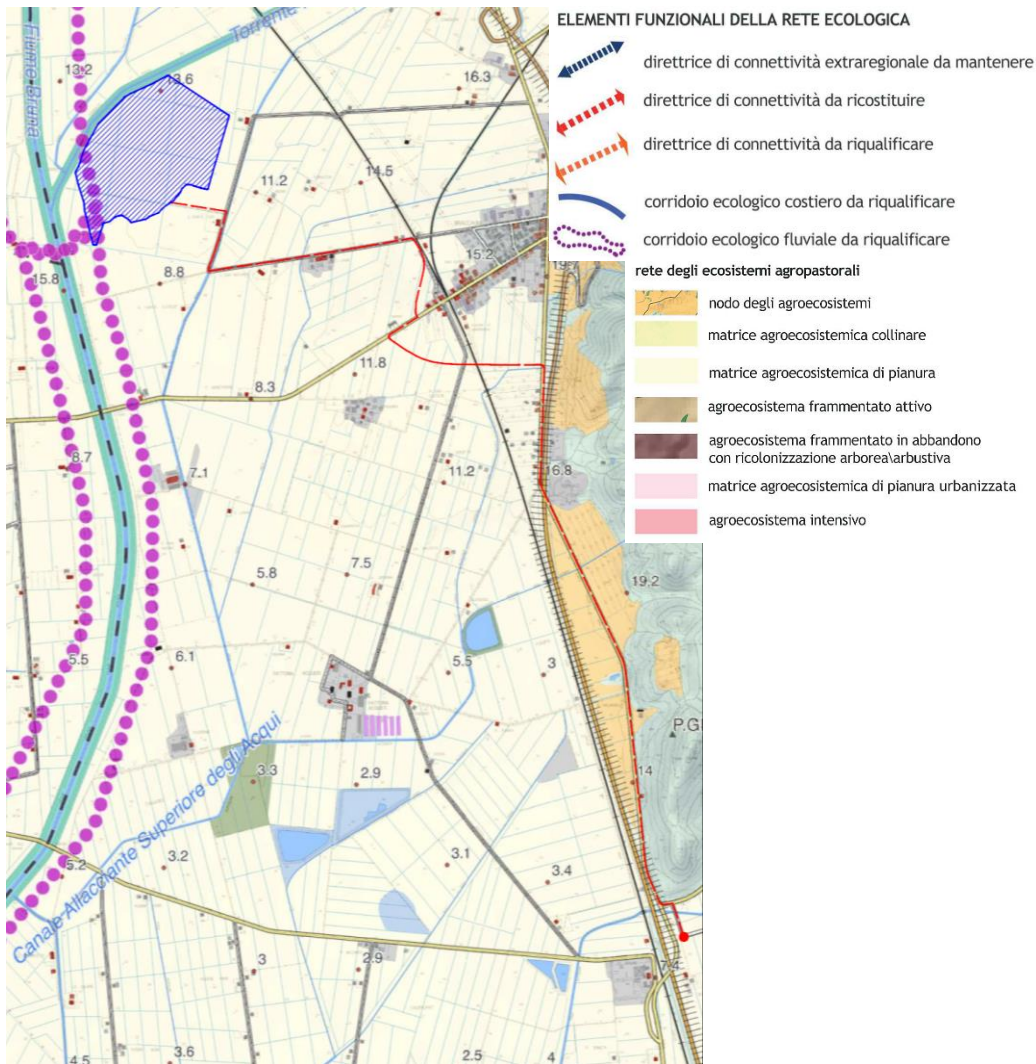 ELEMENTI FUNZIONALI DELLA RETE ECOLOGICA
direttrice di connettività extraregionale da mantenere
direttrice di connettività da ricostituire
direttrice di connettività da riqualificare
corridoio ecologico costiero da riqualificare
corridoio ecologico fluviale da riqualificare
rete degli ecosistemi agropastorali
nodo degli agroecosistemi
matrice agroecosistemica collinare
matrice agroecosistemica di pianura
agroecosistema frammentato attivo
agroecosistema frammentato in abbandono
con ricolonizzazione arborea\arbustiva
matrice agroecosistemica di pianura urbanizzata
agroecosistema intensivo
Fiume Bruna
Torrente
13.2
13.6
16.3
14.5
11.2
15.2
15.8
8.8
11.8
8.3
8.7
7.1
11.2
16.8
5.8
7.5
19.2
5.5
6.1
5.5
3
P.G
Canale Allacciante Superiore degli Acqui
3.3
2.9
14
5.2
3.2
3.1
3.4
3
2.9
7.4
4.5
3.6
2.5
4